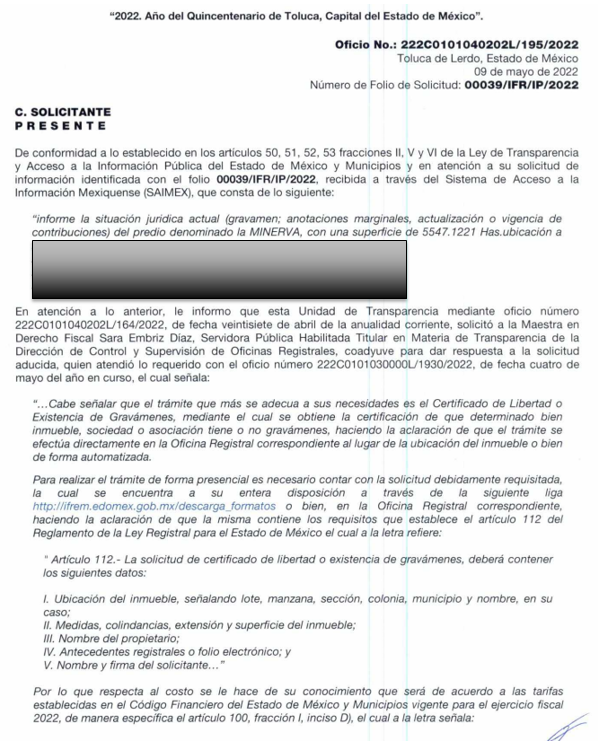 “2022. Año del Quincentenario de Toluca, Capital del Estado de México”.
Oficio No.: 222C0101040202L/195/2022
Toluca de Lerdo, Estado de México
09 de mayo de 2022
Número de Folio de Solicitud: 00039/IFR/IP/2022
C. SOLICITANTE
P R E S E N T E
De conformidad a lo establecido en los artículos 50, 51, 52, 53 fracciones II, V y VI de la Ley de Transparencia
y Acceso a la Información Pública del Estado de México y Municipios y en atención a su solicitud de
información identificada con el folio 00039/IFR/IP/2022, recibida a través del Sistema de Acceso a la
Información Mexiquense (SAIMEX), que consta de lo siguiente:
“informe la situación juridica actual (gravamen; anotaciones marginales, actualización o vigencia de
contribuciones) del predio denominado la MINERVA, con una superficie de 5547.1221 Has.ubicación a
En atención a lo anterior, le informo que esta Unidad de Transparencia mediante oficio número
222C0101040202L/164/2022, de fecha veintisiete de abril de la anualidad corriente, solicitó a la Maestra en
Derecho Fiscal Sara Embriz Díaz, Servidora Pública Habilitada Titular en Materia de Transparencia de la
Dirección de Control y Supervisión de Oficinas Registrales, coadyuve para dar respuesta a la solicitud
aducida, quien atendió lo requerido con el oficio número 222C0101030000L/1930/2022, de fecha cuatro de
mayo del año en curso, el cual señala:
“...Cabe señalar que el trámite que más se adecua a sus necesidades es el Certificado de Libertad o
Existencia de Gravámenes, mediante el cual se obtiene la certificación de que determinado bien
inmueble, sociedad o asociación tiene o no gravámenes, haciendo la aclaración de que el trámite se
efectúa directamente en la Oficina Registral correspondiente al lugar de la ubicación del inmueble o bien
de forma automatizada.
Para realizar el trámite de forma presencial es necesario contar con la solicitud debidamente requisitada,
la cual se encuentra a su entera disposición a través de la siguiente liga
http://ifrem.edomex.gob.mx/descarga_formatos o bien, en la Oficina Registral correspondiente,
haciendo la aclaración de que la misma contiene los requisitos que establece el artículo 112 del
Reglamento de la Ley Registral para el Estado de México el cual a la letra refiere:
" Artículo 112.- La solicitud de certificado de libertad o existencia de gravámenes, deberá contener
los siguientes datos:
I. Ubicación del inmueble, señalando lote, manzana, sección, colonia, municipio y nombre, en su
caso;
II. Medidas, colindancias, extensión y superficie del inmueble;
III. Nombre del propietario;
IV. Antecedentes registrales o folio electrónico; y
V. Nombre y firma del solicitante...”
Por lo que respecta al costo se le hace de su conocimiento que será de acuerdo a las tarifas
establecidas en el Código Financiero del Estado de México y Municipios vigente para el ejercicio fiscal
2022, de manera específica el artículo 100, fracción I, inciso D), el cual a la letra señala: